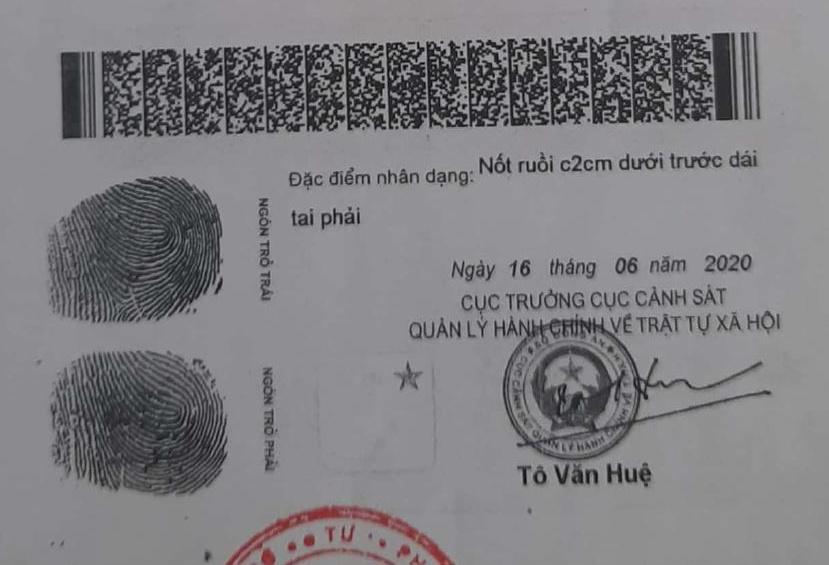 Đặc điểm nhân dạng: Nốt ruồi c2cm dưới trước dái
tai phải
NGÓN TRỎ TRÁI
Ngày 16 tháng 06 năm 2020
CỤC TRƯỞNG CỤC CẢNH SÁT
QUẢN LÝ HÀNH CHÍNH VỀ TRẬT TỰ XÃ HỘI
NGÓN TRỎ PHẢI
Tô Văn Huệ
TƯ